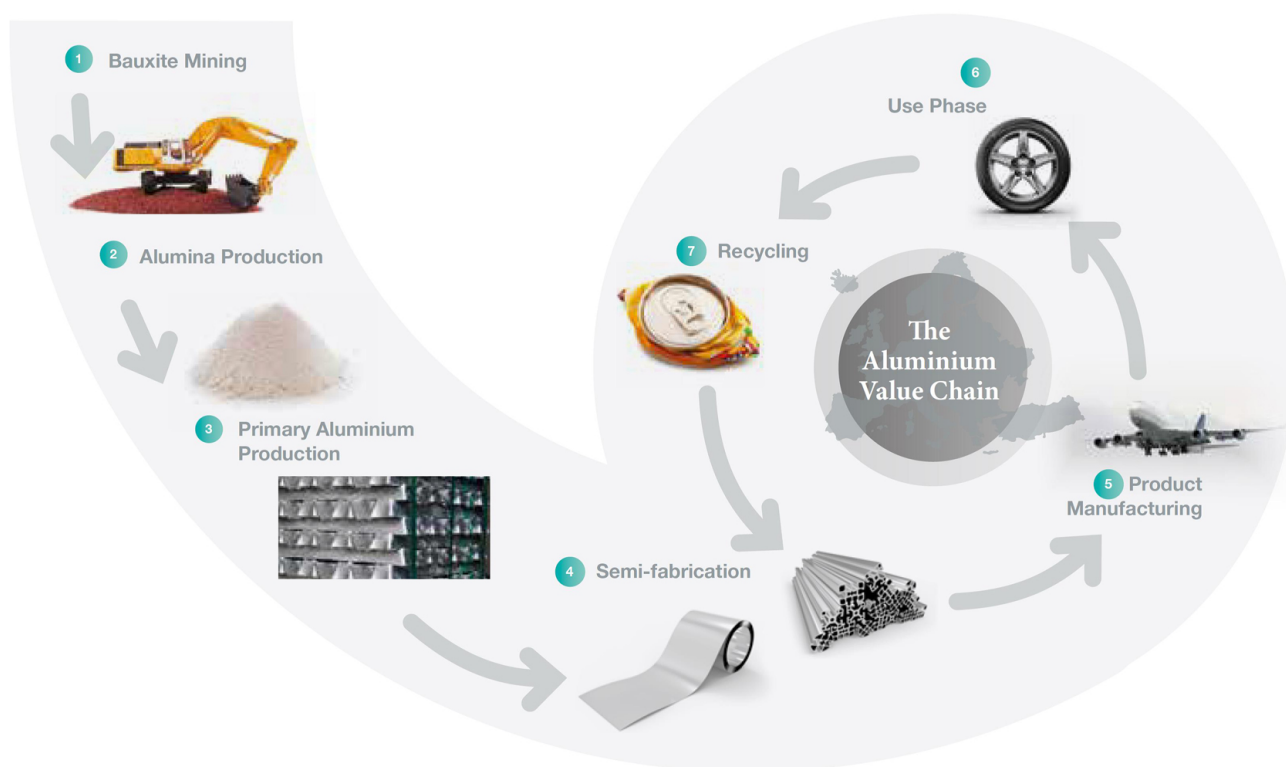 1 Bauxite Mining
2 Alumina Production
3 Primary Aluminium
Production
4 Semi-fabrication
5 Product
Manufacturing
6
Use Phase
7 Recycling
The
Aluminium
Value Chain